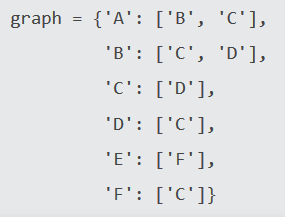 graph = {'A': ['B', 'C'],
'B': ['C', 'D'],
'C': ['D'],
'D': ['C'],
'E': ['F'],
'F': ['C']}